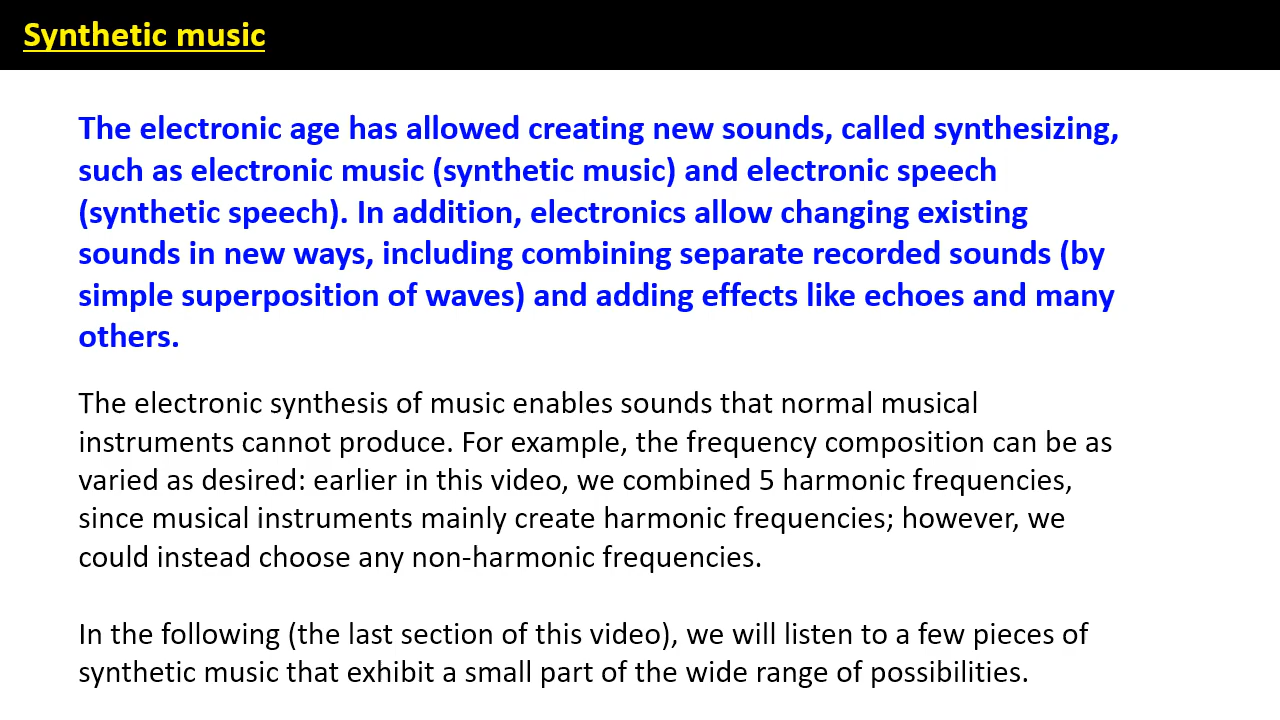 Synthetic music
The electronic age has allowed creating new sounds, called synthesizing,
such as electronic music (synthetic music) and electronic speech
(synthetic speech). In addition, electronics allow changing existing
sounds in new ways, including combining separate recorded sounds (by
simple superposition of waves) and adding effects like echoes and many
others.
The electronic synthesis of music enables sounds that normal musical
instruments cannot produce. For example, the frequency composition can be as
varied as desired: earlier in this video, we combined 5 harmonic frequencies,
since musical instruments mainly create harmonic frequencies; however, we
could instead choose any non-harmonic frequencies.
In the following (the last section of this video), we will listen to a few pieces of
synthetic music that exhibit a small part of the wide range of possibilities.